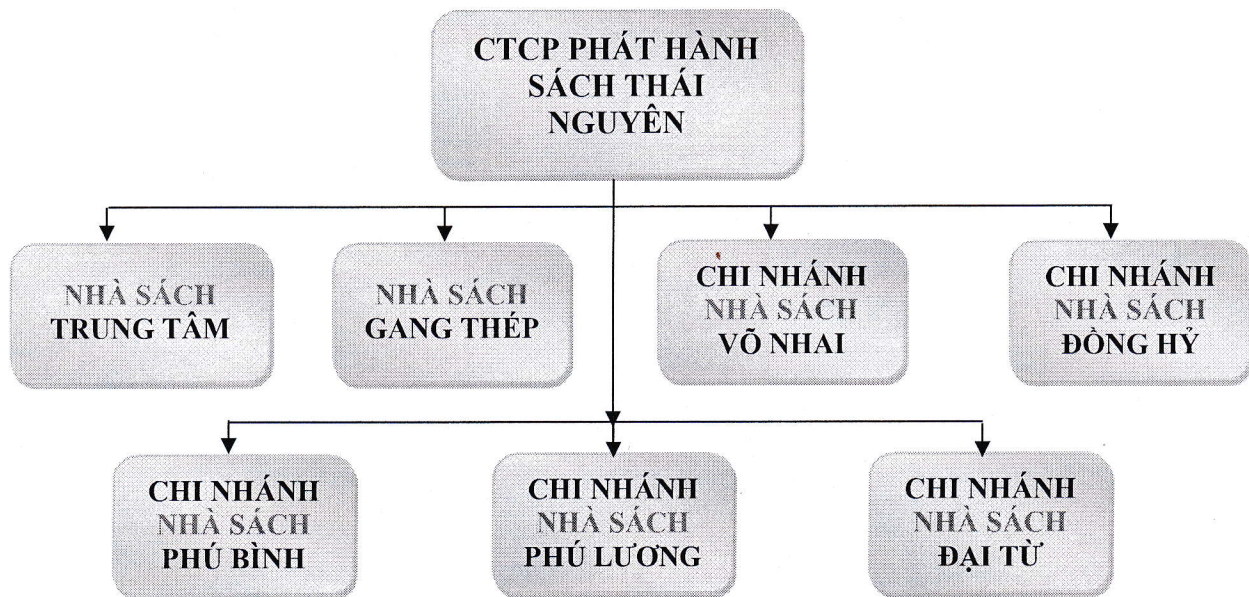 CTCP PHÁT HÀNH
SÁCH THÁI
NGUYÊN
NHÀ SÁCH
TRUNG TÂM
NHÀ SÁCH
GANG THÉP
CHI NHÁNH
NHÀ SÁCH
VÕ NHAI
CHI NHÁNH
NHÀ SÁCH
ĐỒNG HỶ
CHI NHÁNH
NHÀ SÁCH
PHÚ BÌNH
CHI NHÁNH
NHÀ SÁCH
PHÚ LƯƠNG
CHI NHÁNH
NHÀ SÁCH
ĐẠI TỪ